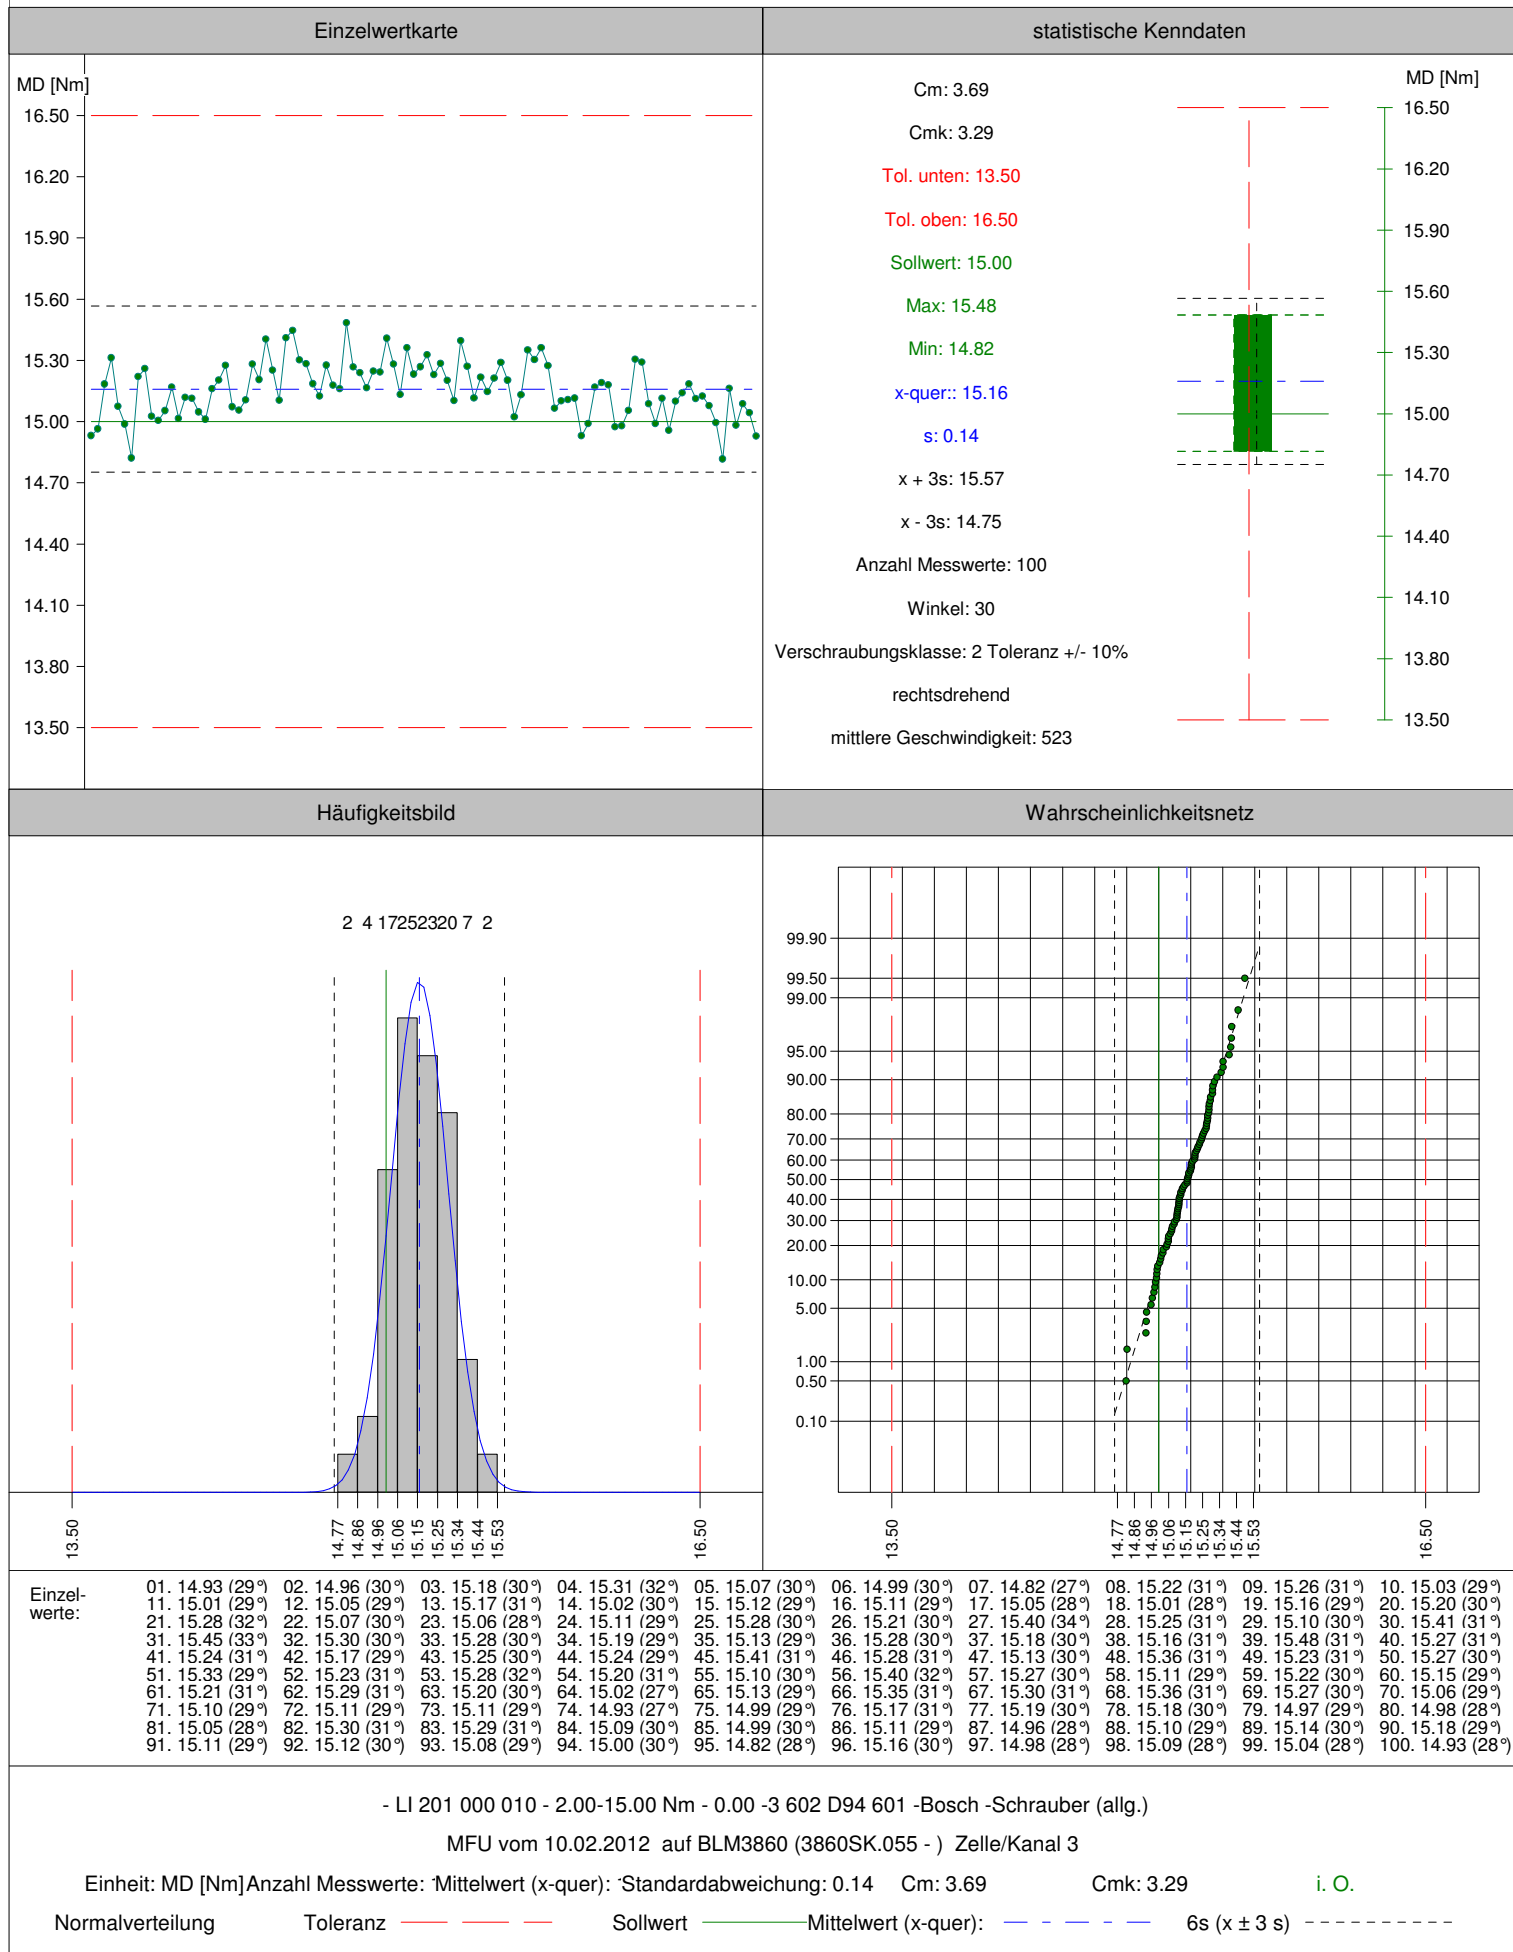 Einzelwertkarte
statistische Kenndaten
MD [Nm]
16.50
16.20
15.90
15.60
15.30
15.00
14.70
14.40
14.10
13.80
13.50
Cm: 3.69
Cmk: 3.29
Tol. unten: 13.50
Tol. oben: 16.50
Sollwert: 15.00
Max: 15.48
Min: 14.82
x-quer:: 15.16
s: 0.14
x + 3s: 15.57
x - 3s: 14.75
Anzahl Messwerte: 100
Winkel: 30
Verschraubungsklasse: 2 Toleranz +/- 10%
rechtsdrehend
mittlere Geschwindigkeit: 523
MD [Nm]
16.50
16.20
15.90
15.60
15.30
15.00
14.70
14.40
14.10
13.80
13.50
Häufigkeitsbild
Wahrscheinlichkeitsnetz
2 4 17252320 7 2
13.50 14.77 14.86 14.96 15.06 15.15 15.25 15.34 15.44 15.53 16.50
99.90
99.50
99.00
95.00
90.00
80.00
70.00
60.00
50.00
40.00
30.00
20.00
10.00
5.00
1.00
0.50
0.10
13.50 14.77 14.86 14.96 15.06 15.15 15.25 15.34 15.44 15.53 16.50
Einzel-
werte:
01. 14.93 (29°) 02. 14.96 (30°) 03. 15.18 (30°) 04. 15.31 (32°) 05. 15.07 (30°) 06. 14.99 (30°) 07. 14.82 (27°) 08. 15.22 (31°) 09. 15.26 (31°) 10. 15.03 (29°)
11. 15.01 (29°) 12. 15.05 (29°) 13. 15.17 (31°) 14. 15.02 (30°) 15. 15.12 (29°) 16. 15.11 (29°) 17. 15.05 (28°) 18. 15.01 (28°) 19. 15.16 (29°) 20. 15.20 (30°)
21. 15.28 (32°) 22. 15.07 (30°) 23. 15.06 (28°) 24. 15.11 (29°) 25. 15.28 (30°) 26. 15.21 (30°) 27. 15.40 (34°) 28. 15.25 (31°) 29. 15.10 (30°) 30. 15.41 (31°)
31. 15.45 (33°) 32. 15.30 (30°) 33. 15.28 (30°) 34. 15.19 (29°) 35. 15.13 (29°) 36. 15.28 (30°) 37. 15.18 (30°) 38. 15.16 (31°) 39. 15.48 (31°) 40. 15.27 (31°)
41. 15.24 (31°) 42. 15.17 (29°) 43. 15.25 (30°) 44. 15.24 (29°) 45. 15.41 (31°) 46. 15.28 (31°) 47. 15.13 (30°) 48. 15.36 (31°) 49. 15.23 (31°) 50. 15.27 (30°)
51. 15.33 (29°) 52. 15.23 (31°) 53. 15.28 (32°) 54. 15.20 (31°) 55. 15.10 (30°) 56. 15.40 (32°) 57. 15.27 (30°) 58. 15.11 (29°) 59. 15.22 (30°) 60. 15.15 (29°)
61. 15.21 (31°) 62. 15.29 (31°) 63. 15.20 (30°) 64. 15.02 (27°) 65. 15.13 (29°) 66. 15.35 (31°) 67. 15.30 (31°) 68. 15.36 (31°) 69. 15.27 (30°) 70. 15.06 (29°)
71. 15.10 (29°) 72. 15.11 (29°) 73. 15.11 (29°) 74. 14.93 (27°) 75. 14.99 (29°) 76. 15.17 (31°) 77. 15.19 (30°) 78. 15.18 (30°) 79. 14.97 (29°) 80. 14.98 (28°)
81. 15.05 (28°) 82. 15.30 (31°) 83. 15.29 (31°) 84. 15.09 (30°) 85. 14.99 (30°) 86. 15.11 (29°) 87. 14.96 (28°) 88. 15.10 (29°) 89. 15.14 (30°) 90. 15.18 (29°)
91. 15.11 (29°) 92. 15.12 (30°) 93. 15.08 (29°) 94. 15.00 (30°) 95. 14.82 (28°) 96. 15.16 (30°) 97. 14.98 (28°) 98. 15.09 (28°) 99. 15.04 (28°) 100. 14.93 (28°)
- LI 201 000 010 - 2.00-15.00 Nm - 0.00 -3 602 D94 601 -Bosch -Schrauber (allg.)
MFU vom 10.02.2012 auf BLM3860 (3860SK.055 - ) Zelle/Kanal 3
Einheit: MD [Nm] Anzahl Messwerte: Mittelwert (x-quer): Standardabweichung: 0.14 Cm: 3.69 Cmk: 3.29 i. O.
Normalverteilung Toleranz Sollwert Mittelwert (x-quer): 6s (x ± 3 s)